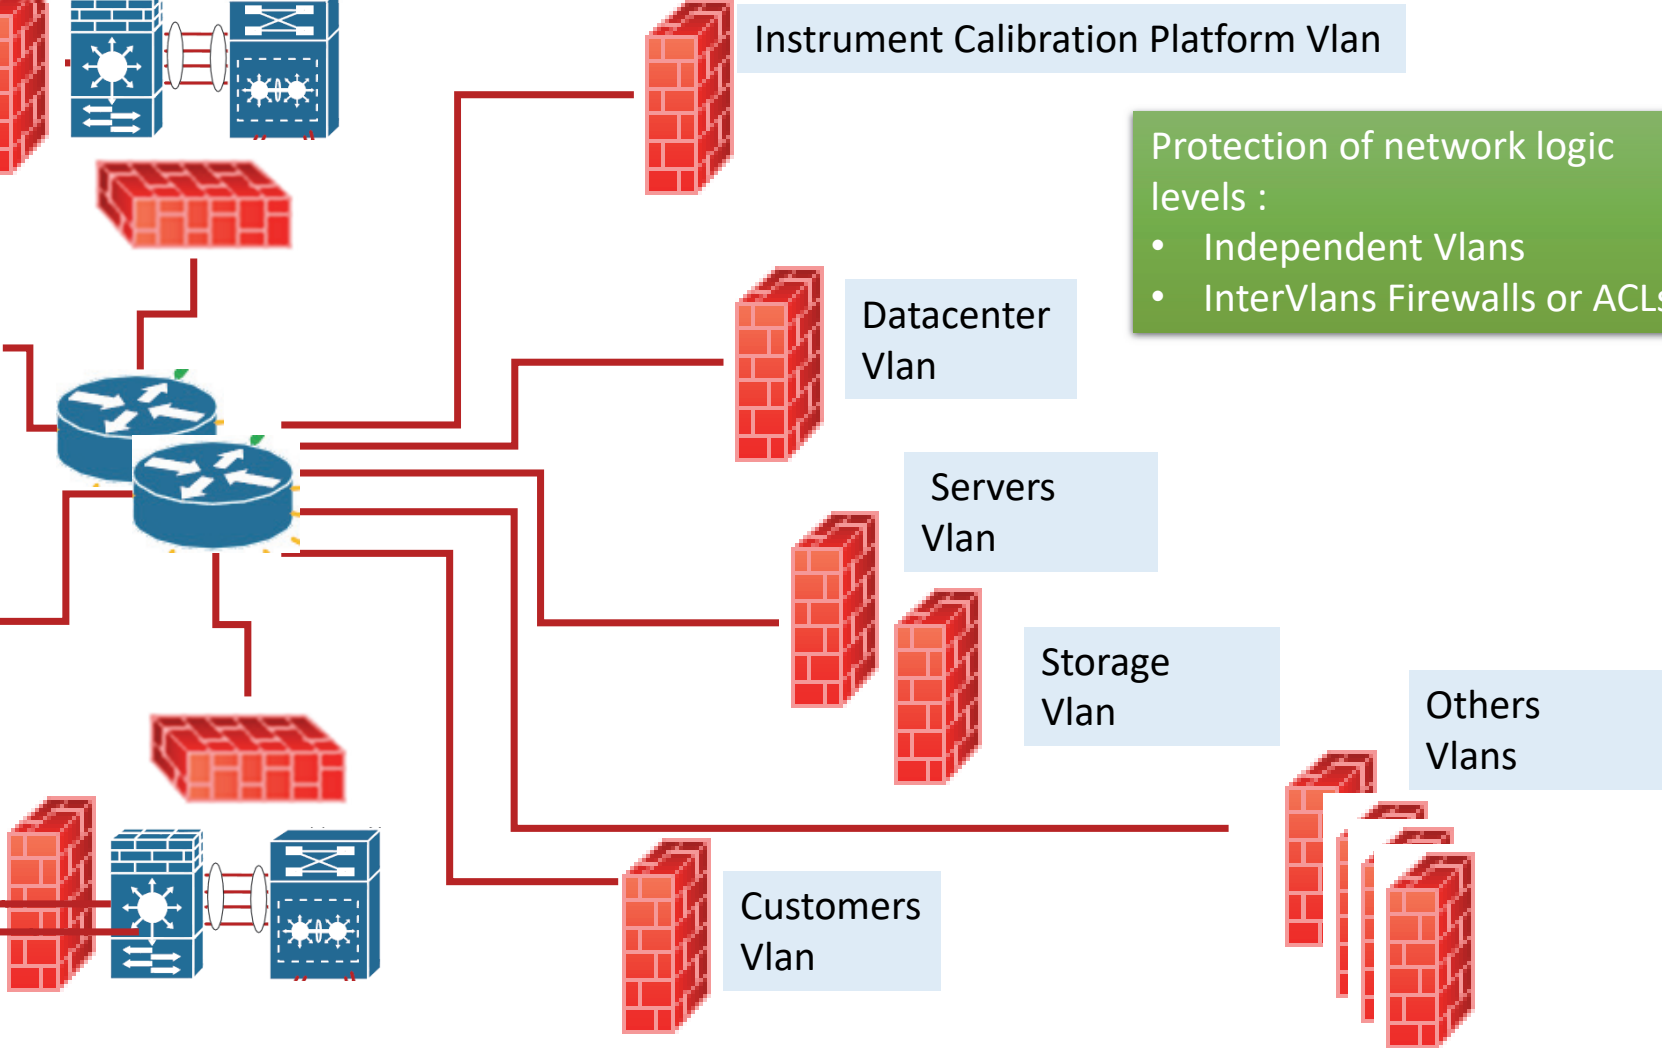 Instrument Calibration Platform Vlan
Protection of network logic
levels :
• Independent Vlans
• InterVlans Firewalls or ACLs
Datacenter
Vlan
Servers
Vlan
Storage
Vlan
Others
Vlans
Customers
Vlan